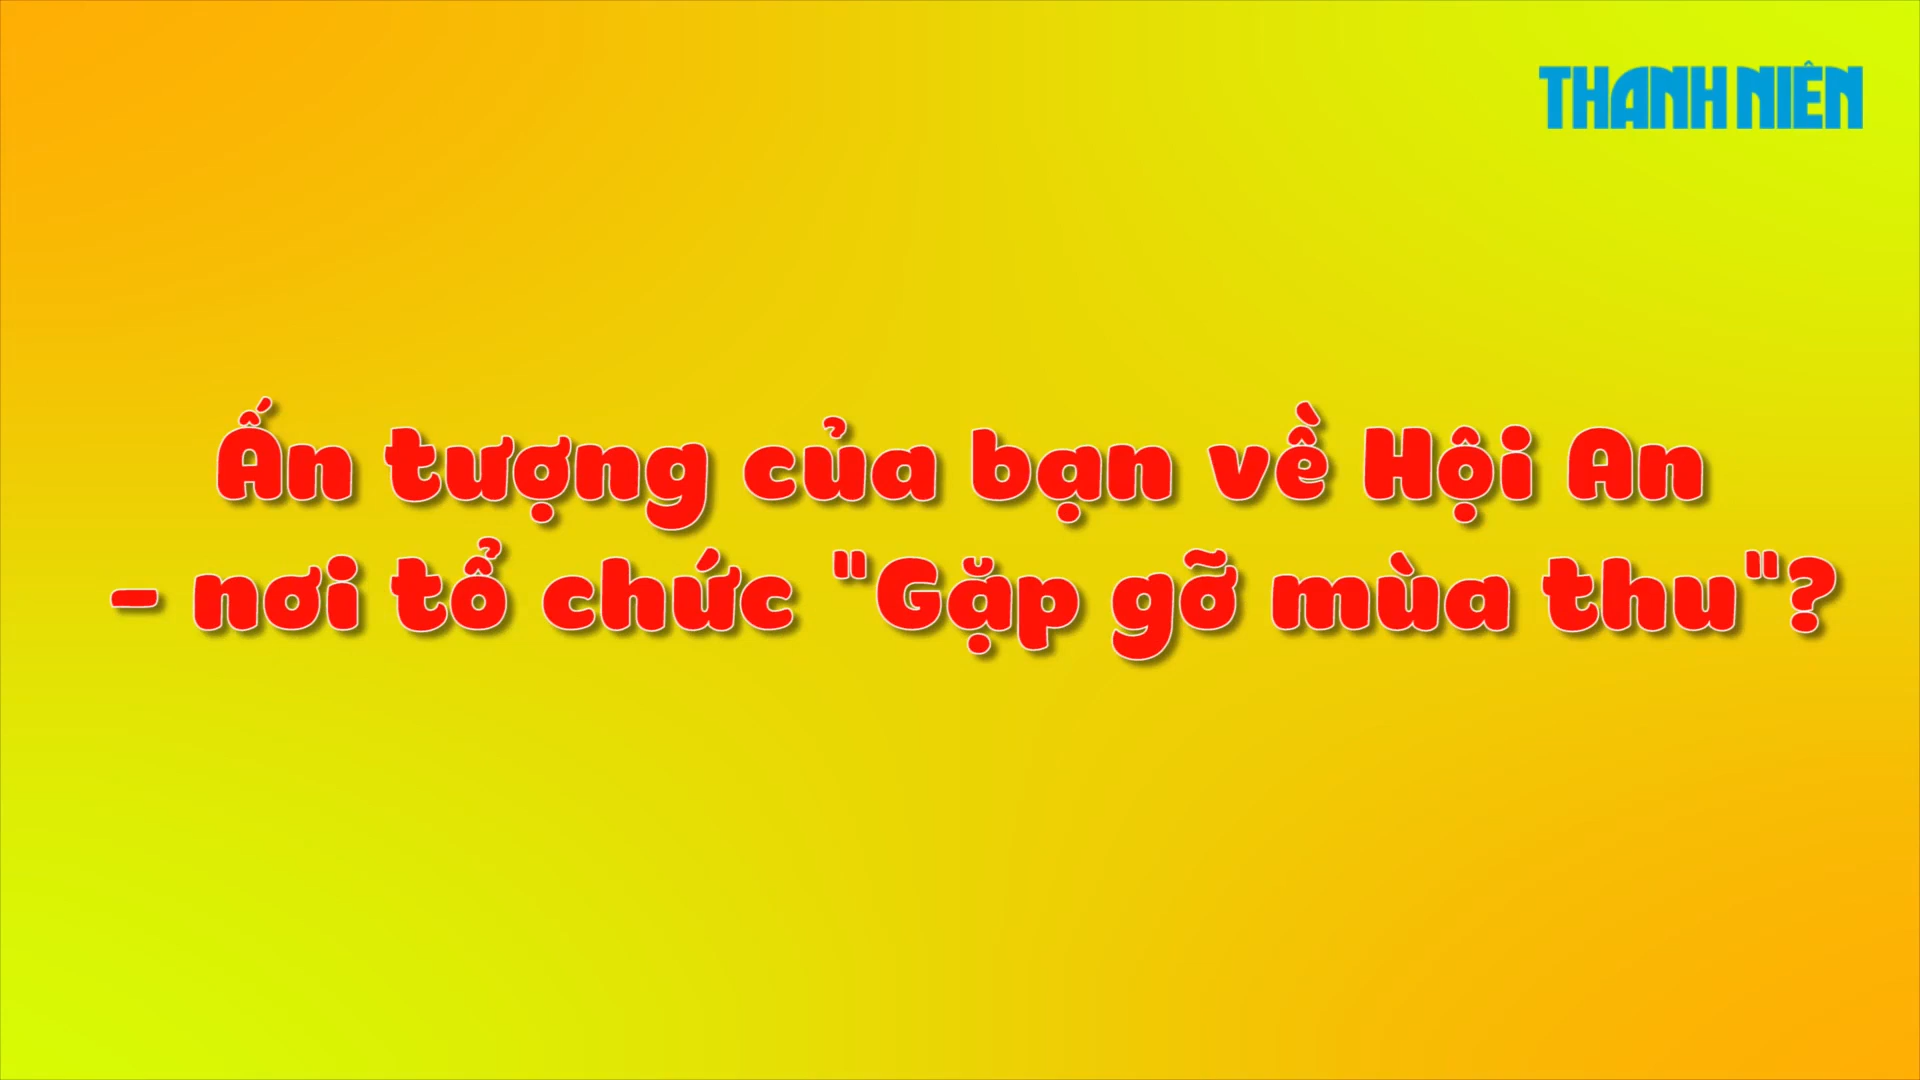 THANH NIÊN
Ấn tượng của bạn về Hội An
- nơi tổ chức "Gặp gỡ mùa thu"?